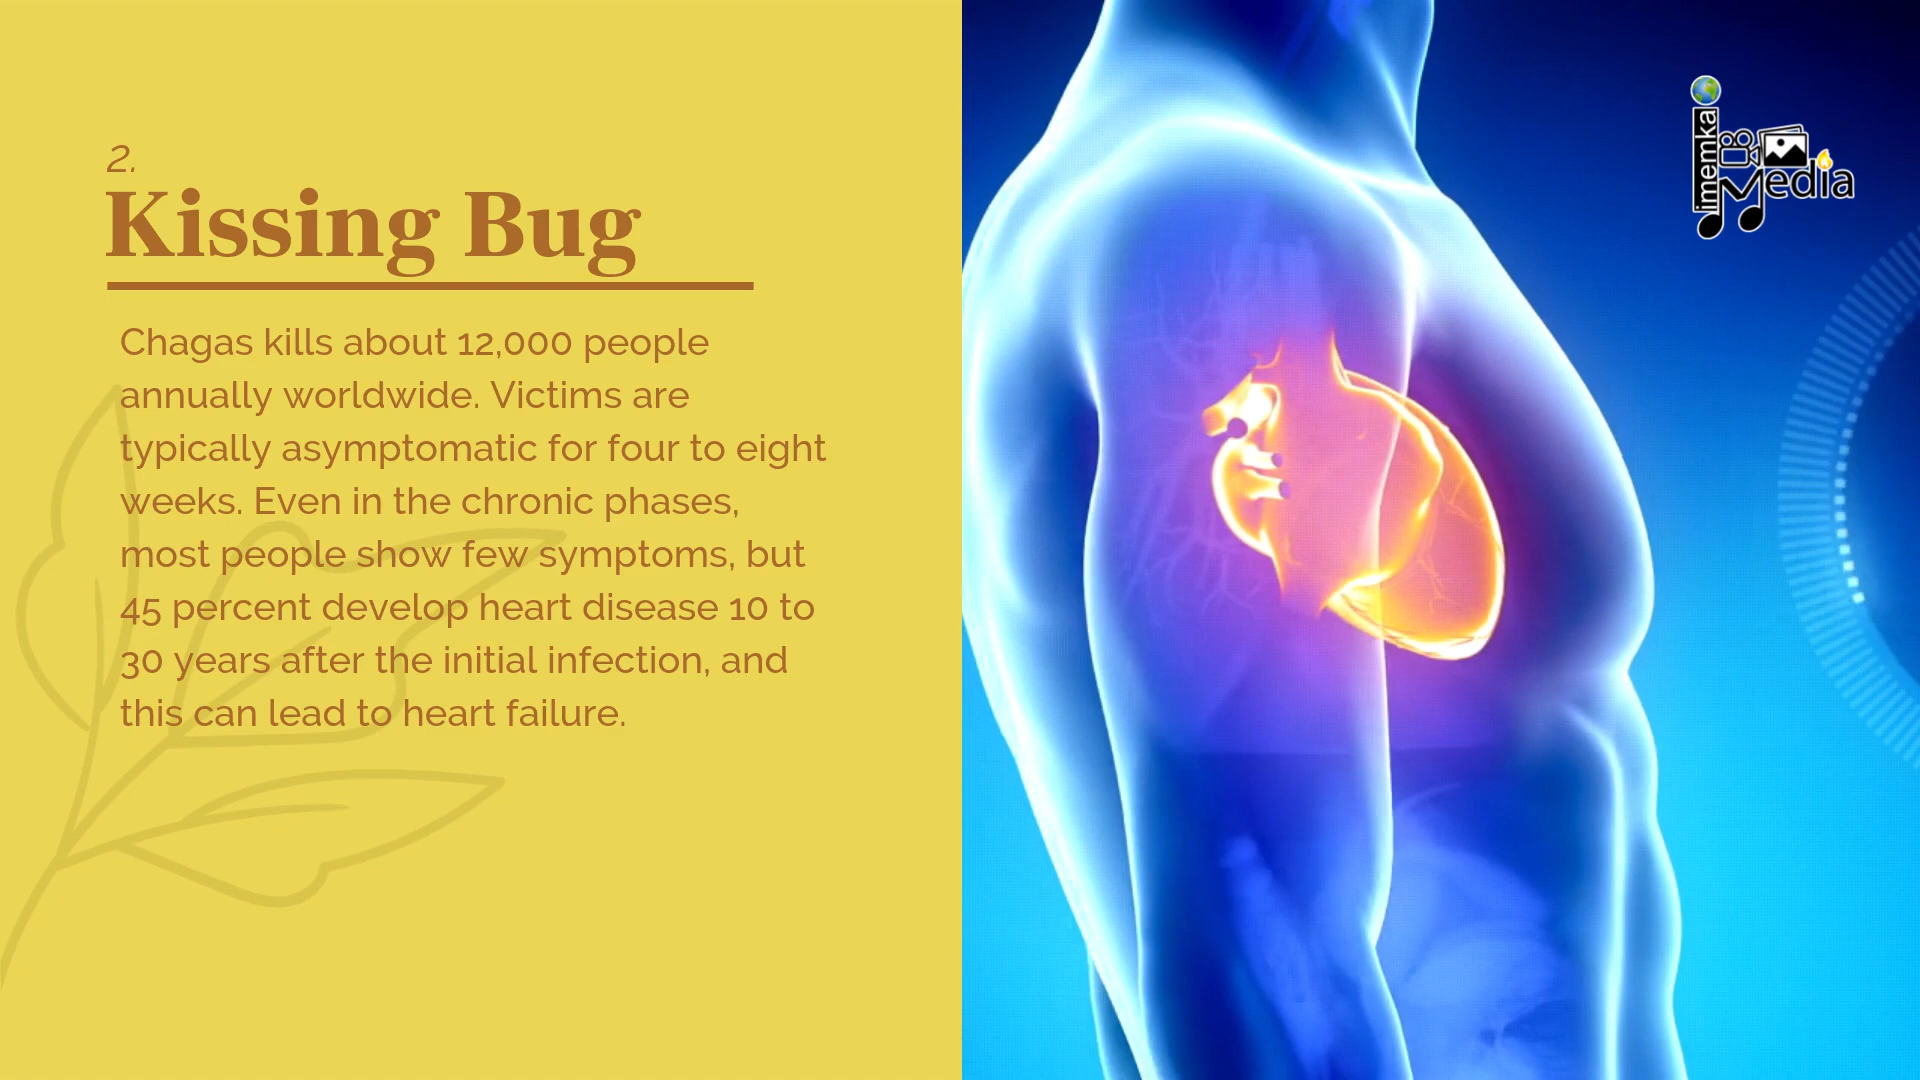 2.
Kissing Bug
Chagas kills about 12,000 people
annually worldwide. Victims are
typically asymptomatic for four to eight
weeks. Even in the chronic phases,
most people show few symptoms, but
45 percent develop heart disease 10 to
30 years after the initial infection, and
this can lead to heart failure.
imemka
Media